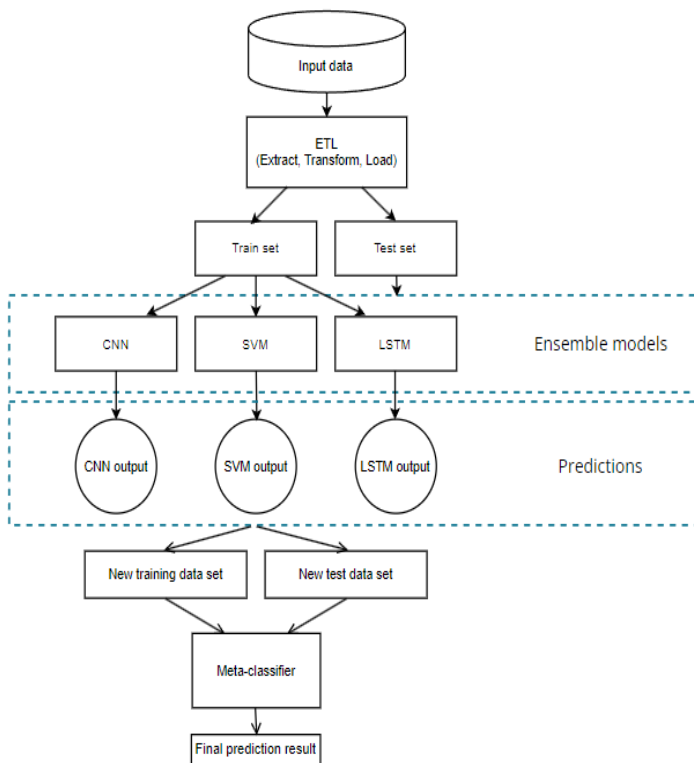 Input data
ETL
(Extract, Transform, Load)
Train set
Test set
CNN
SVM
LSTM
Ensemble models
CNN output
SVM output
LSTM output
Predictions
New training data set
New test data set
Meta-classifier
Final prediction result